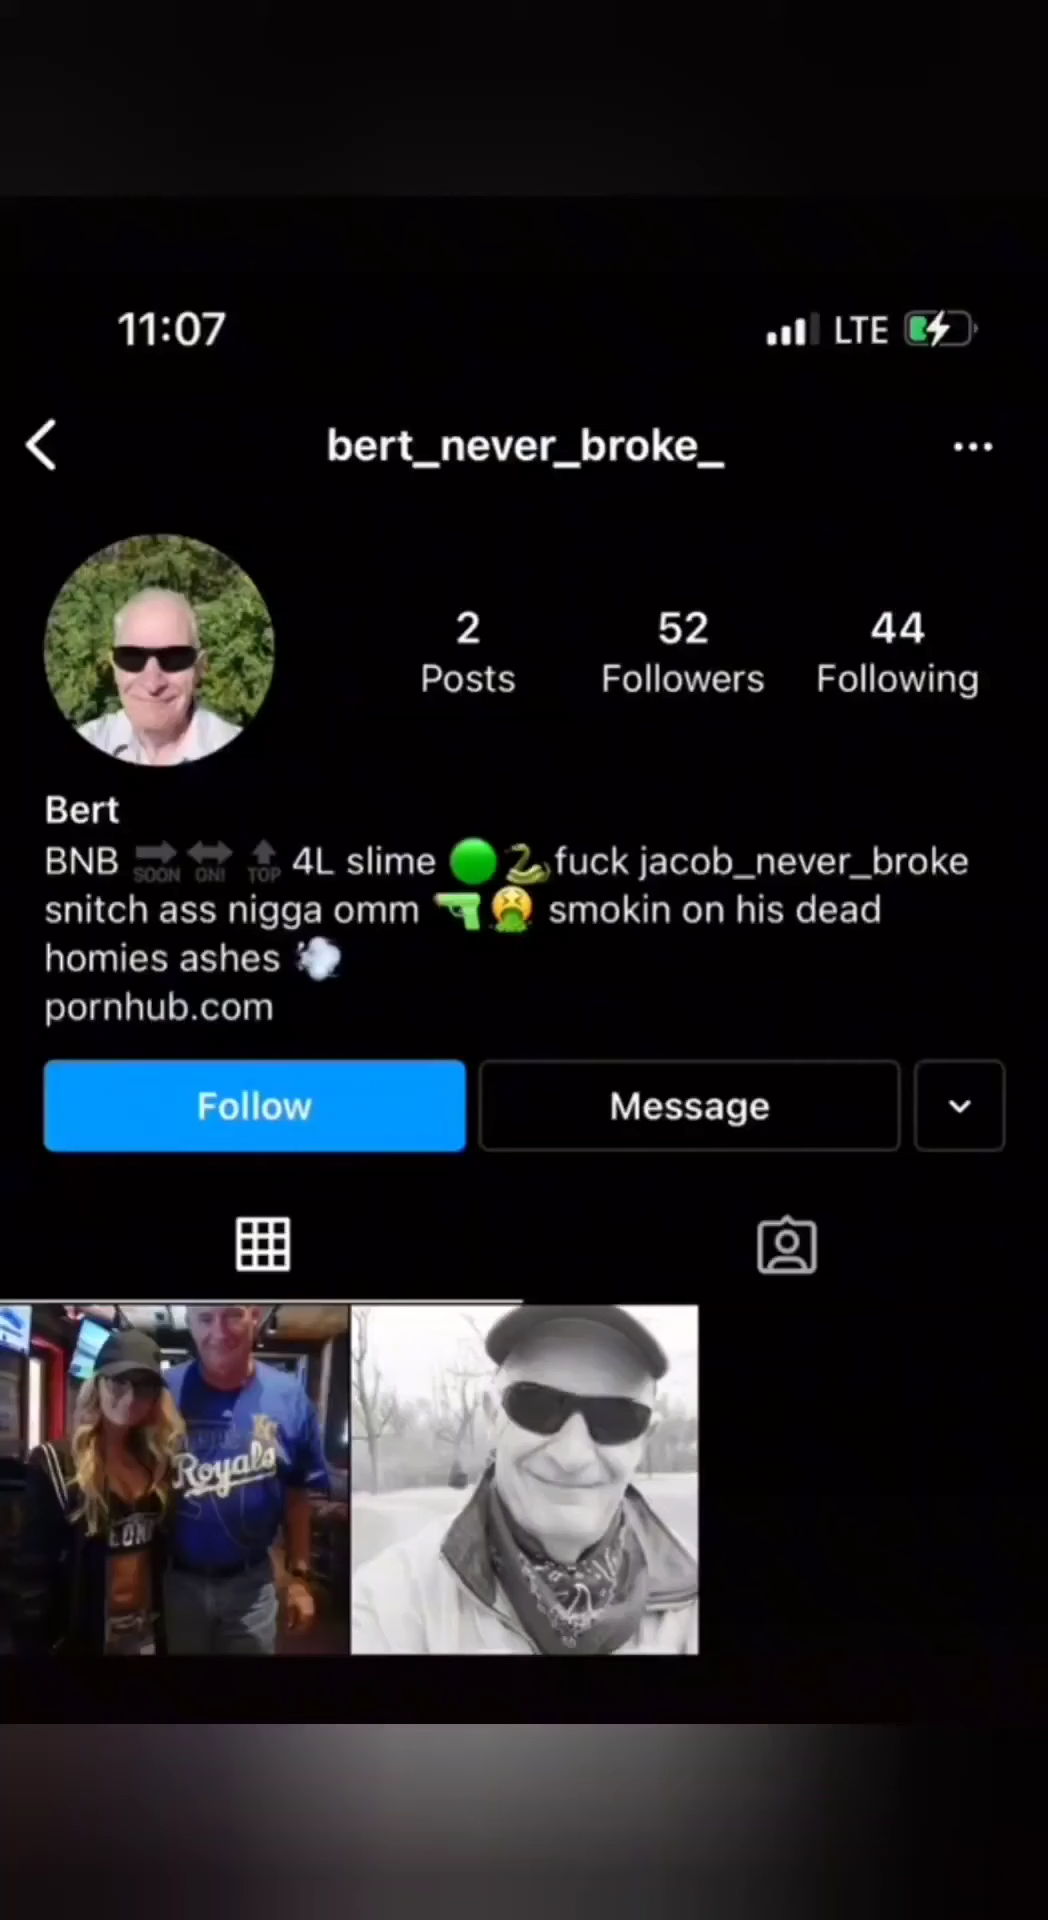 11:07 LTE
bert_never_broke_
2 52 44
Posts Followers Following
Bert
BNB SOON ON! TOP 4L slime 🟢🐍fuck jacob_never_broke
snitch ass nigga omm 🔫🤮 smokin on his dead
homies ashes 💨
pornhub.com
Follow Message
Royals